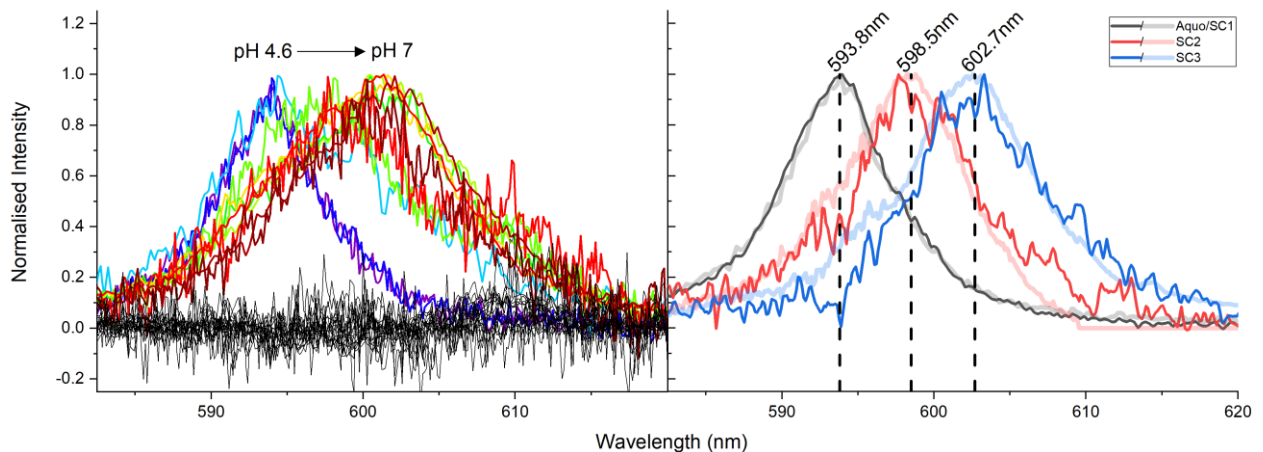 1.2
1.0
0.8
0.6
0.4
0.2
0.0
-0.2
Normalised Intensity
pH 4.6 pH 7
590
600
610
593.8nm
598.5nm
602.7nm
Aquo/SC1
SC2
SC3
590
600
610
620
Wavelength (nm)